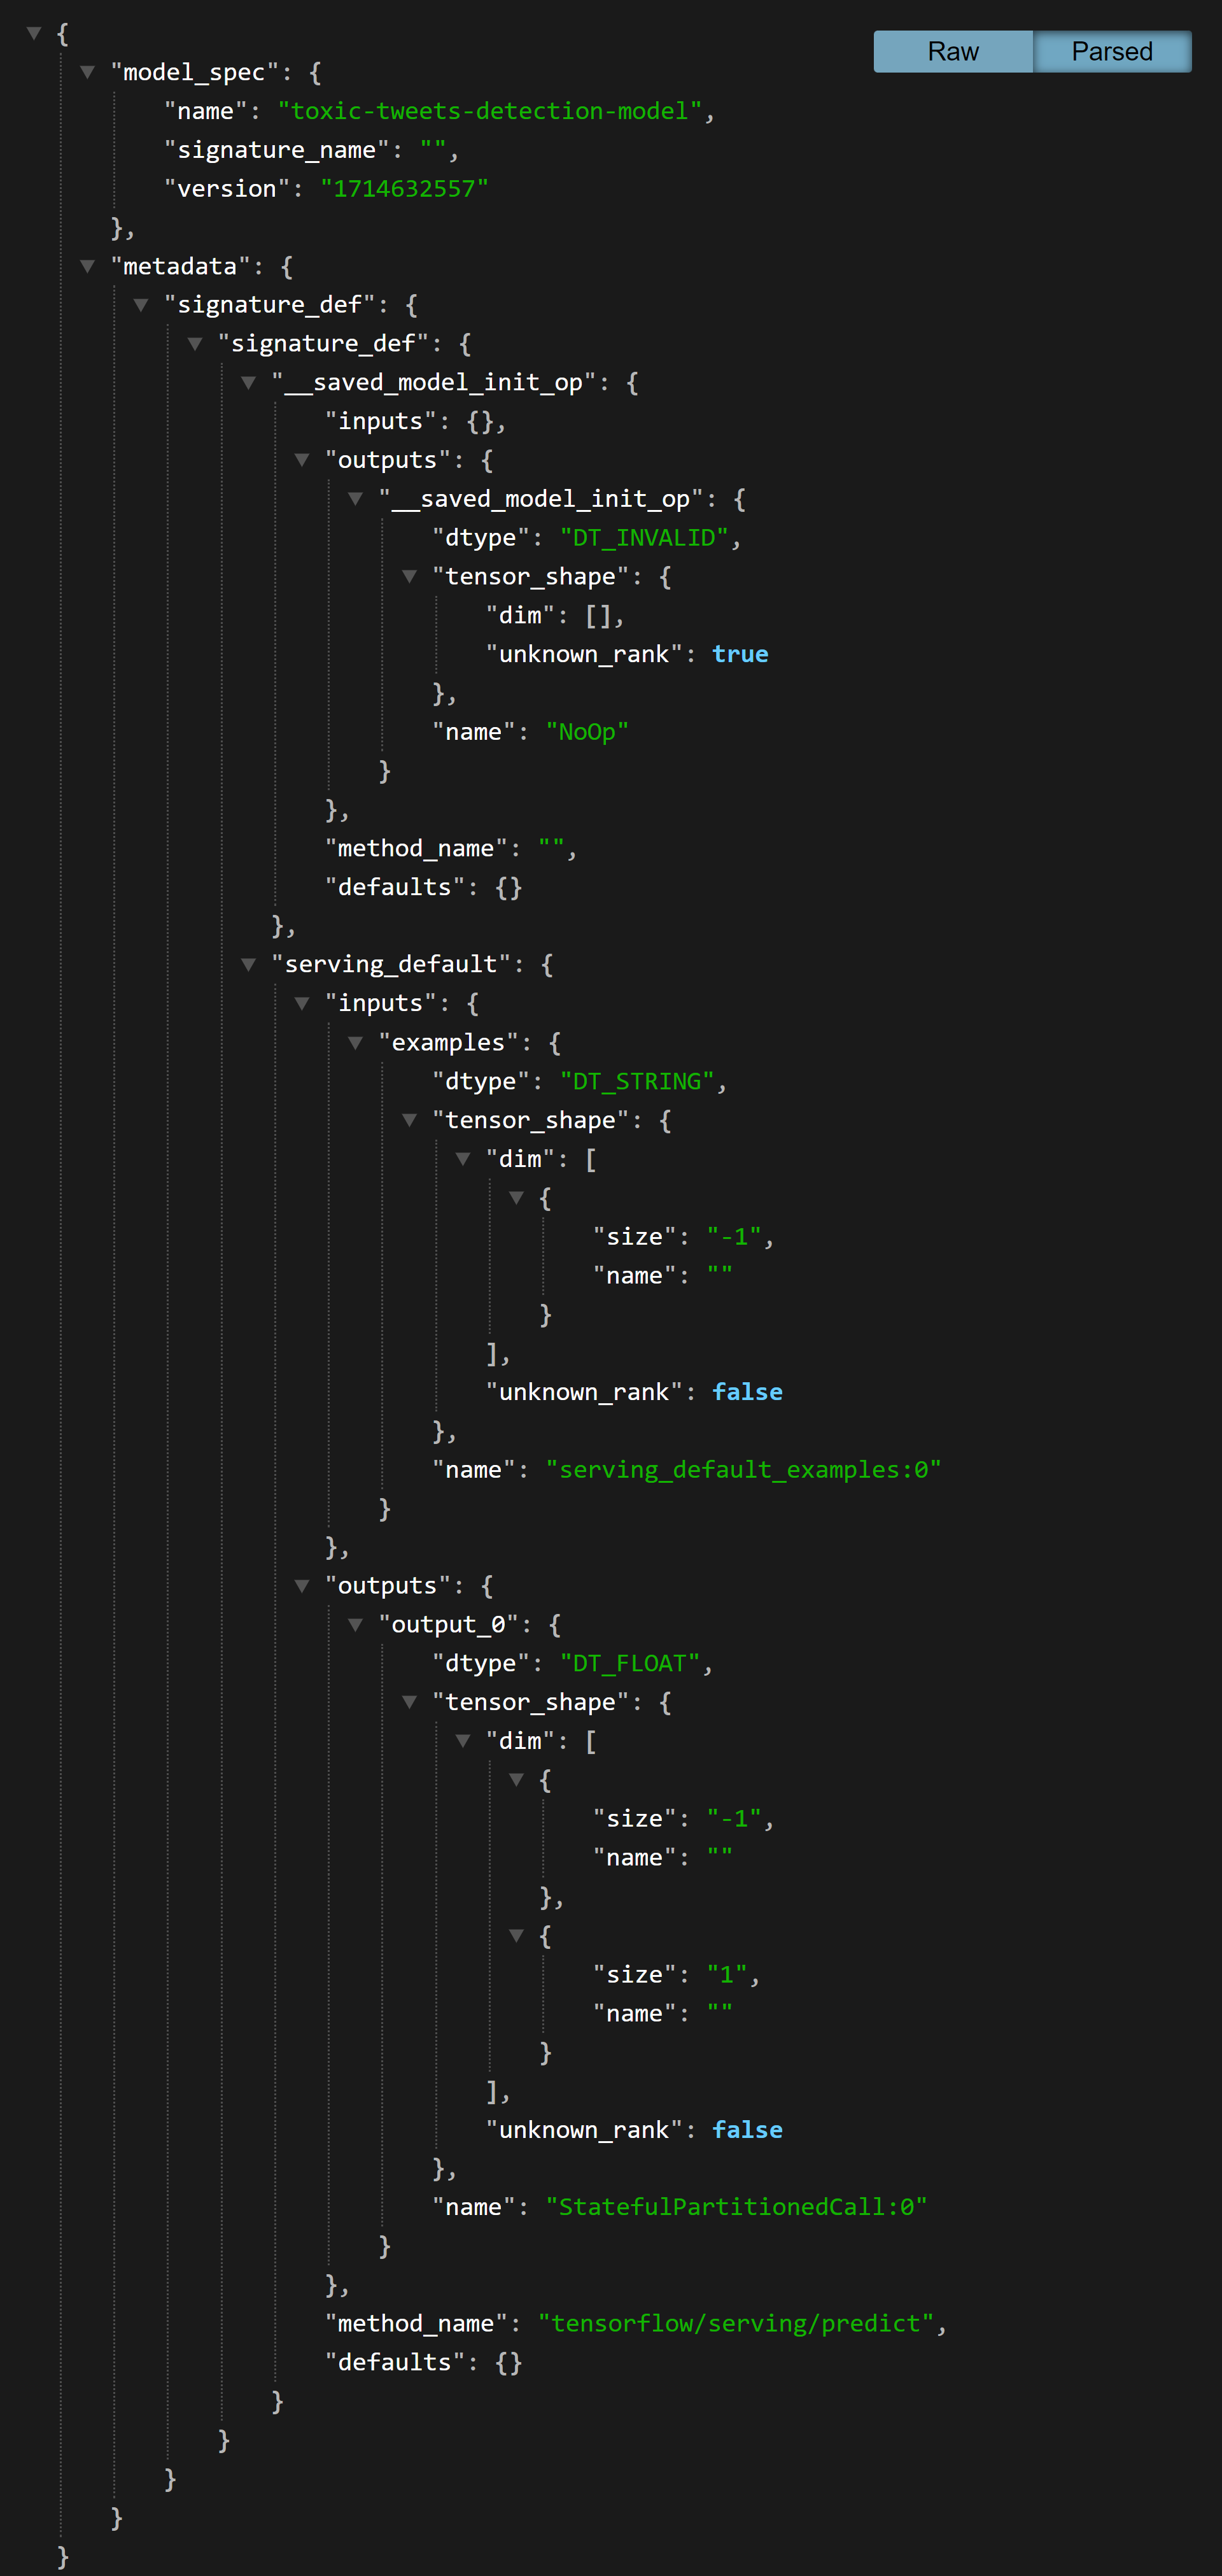 {
Raw Parsed
"model_spec": {
"name": "toxic-tweets-detection-model",
"signature_name": "",
"version": "1714632557"
},
"metadata": {
"signature_def": {
"signature_def": {
"__saved_model_init_op": {
"inputs": {},
"outputs": {
"__saved_model_init_op": {
"dtype": "DT_INVALID",
"tensor_shape": {
"dim": [],
"unknown_rank": true
},
"name": "NoOp"
}
},
"method_name": "",
"defaults": {}
},
"serving_default": {
"inputs": {
"examples": {
"dtype": "DT_STRING",
"tensor_shape": {
"dim": [
{
"size": "-1",
"name": ""
}
],
"unknown_rank": false
},
"name": "serving_default_examples:0"
}
},
"outputs": {
"output_0": {
"dtype": "DT_FLOAT",
"tensor_shape": {
"dim": [
{
"size": "-1",
"name": ""
},
{
"size": "1",
"name": ""
}
],
"unknown_rank": false
},
"name": "StatefulPartitionedCall:0"
}
},
"method_name": "tensorflow/serving/predict",
"defaults": {}
}
}
}
}
}